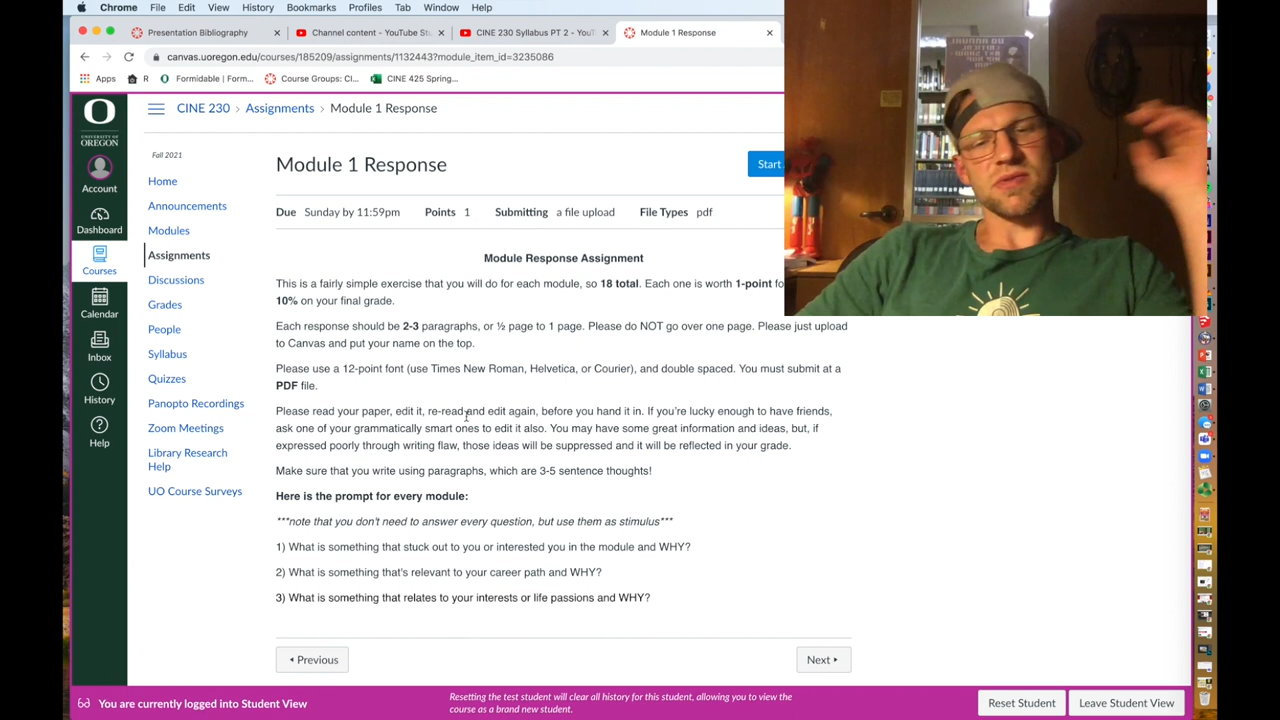 Chrome File Edit View History Bookmarks Profiles Tab Window Help
Presentation Bibliography
Channel content - YouTube Stu
CINE 230 Syllabus PT 2 - YouT
Module 1 Response
canvas.uoregon.edu/courses/185209/assignments/1132443?module_item_id=3235086
Apps
R
Formidable | Form...
Course Groups: CI...
CINE 425 Spring...
UNIVERSITY OF
OREGON
Account
Dashboard
Courses
Calendar
Inbox
History
Help
CINE 230 › Assignments › Module 1 Response
Fall 2021
Home
Announcements
Modules
Assignments
Discussions
Grades
People
Syllabus
Quizzes
Panopto Recordings
Zoom Meetings
Library Research
Help
UO Course Surveys
Module 1 Response
Start
Due Sunday by 11:59pm Points 1 Submitting a file upload File Types pdf
Module Response Assignment
This is a fairly simple exercise that you will do for each module, so 18 total. Each one is worth 1-point fo
10% on your final grade.
Each response should be 2-3 paragraphs, or ½ page to 1 page. Please do NOT go over one page. Please just upload
to Canvas and put your name on the top.
Please use a 12-point font (use Times New Roman, Helvetica, or Courier), and double spaced. You must submit at a
PDF file.
Please read your paper, edit it, re-read and edit again, before you hand it in. If you're lucky enough to have friends,
ask one of your grammatically smart ones to edit it also. You may have some great information and ideas, but, if
expressed poorly through writing flaw, those ideas will be suppressed and it will be reflected in your grade.
Make sure that you write using paragraphs, which are 3-5 sentence thoughts!
Here is the prompt for every module:
***note that you don't need to answer every question, but use them as stimulus***
1) What is something that stuck out to you or interested you in the module and WHY?
2) What is something that's relevant to your career path and WHY?
3) What is something that relates to your interests or life passions and WHY?
Previous
Next
You are currently logged into Student View
Resetting the test student will clear all history for this student, allowing you to view the
course as a brand new student.
Reset Student
Leave Student View